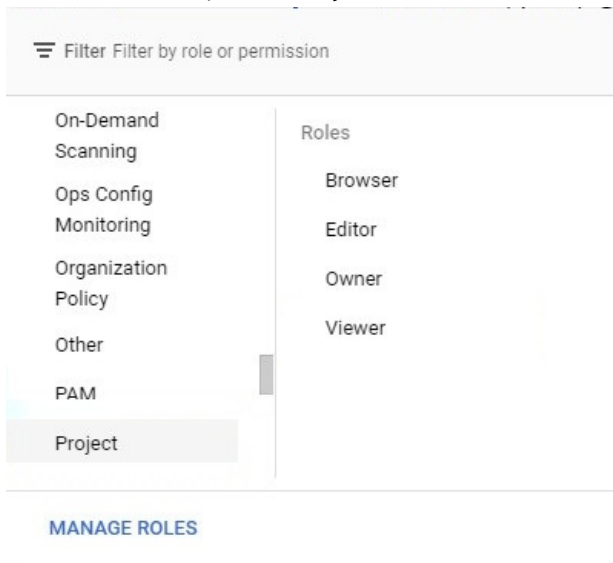 Filter Filter by role or permission
On-Demand
Scanning
Ops Config
Monitoring
Organization
Policy
Other
PAM
Project
Roles
Browser
Editor
Owner
Viewer
MANAGE ROLES